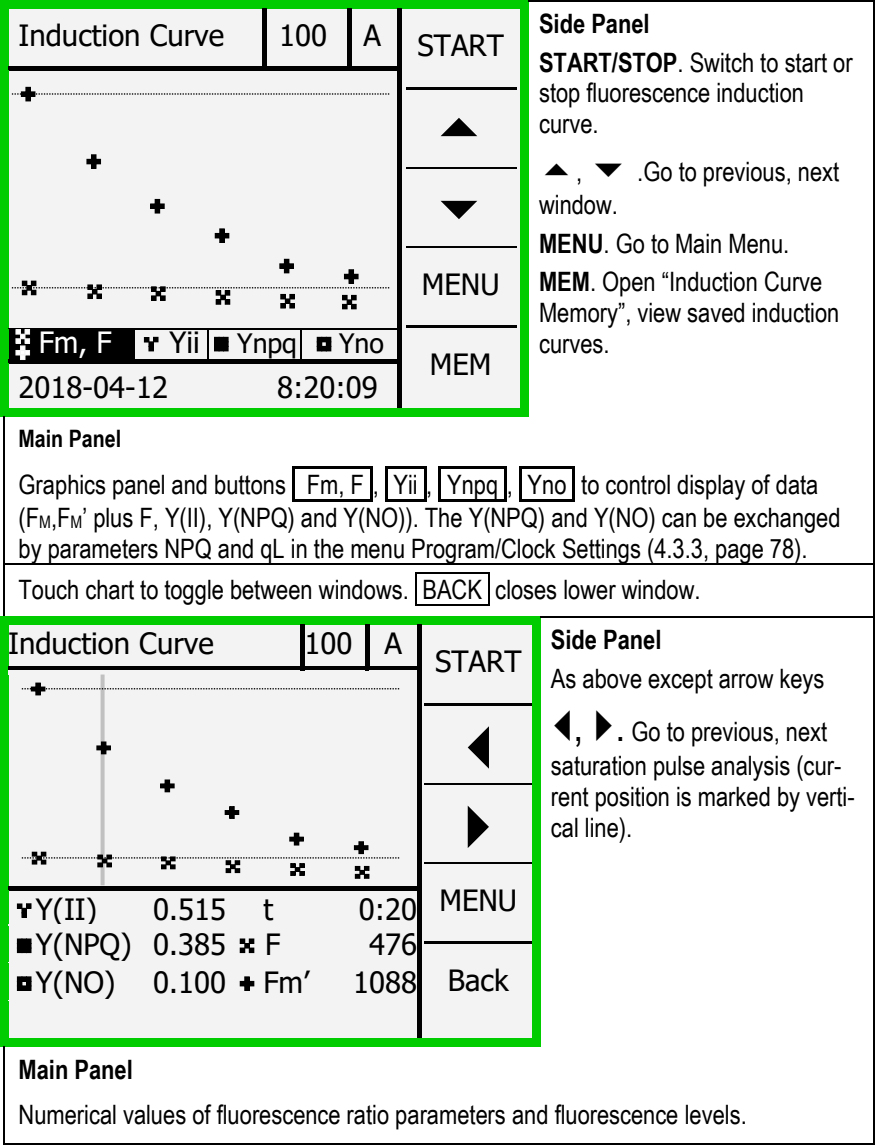 Induction Curve 100 A START
Fm, F Yii Ynpq Yno
MENU
MEM
2018-04-12 8:20:09
Side Panel
START/STOP. Switch to start or
stop fluorescence induction
curve.
▲ , ▼ .Go to previous, next
window.
MENU. Go to Main Menu.
MEM. Open “Induction Curve
Memory”, view saved induction
curves.
Main Panel
Graphics panel and buttons Fm, F, Yii, Ynpq, Yno to control display of data
(FM,FM’ plus F, Y(II), Y(NPQ) and Y(NO)). The Y(NPQ) and Y(NO) can be exchanged
by parameters NPQ and qL in the menu Program/Clock Settings (4.3.3, page 78).
Touch chart to toggle between windows. BACK closes lower window.
Induction Curve 100 A START
MENU
Y(II) 0.515 t 0:20
Y(NPQ) 0.385 F 476
Y(NO) 0.100 Fm′ 1088
Back
Side Panel
As above except arrow keys
◀, ▶. Go to previous, next
saturation pulse analysis (cur-
rent position is marked by verti-
cal line).
Main Panel
Numerical values of fluorescence ratio parameters and fluorescence levels.